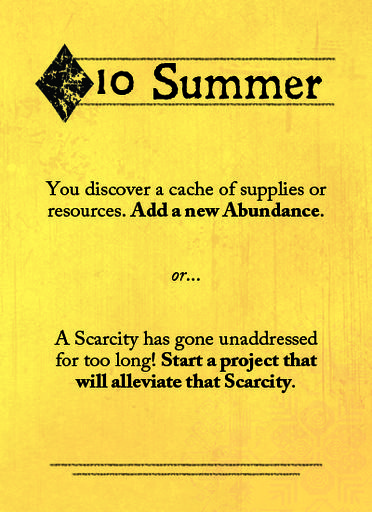 10 Summer
You discover a cache of supplies or
resources. Add a new Abundance.
or...
A Scarcity has gone unaddressed
for too long! Start a project that
will alleviate that Scarcity.